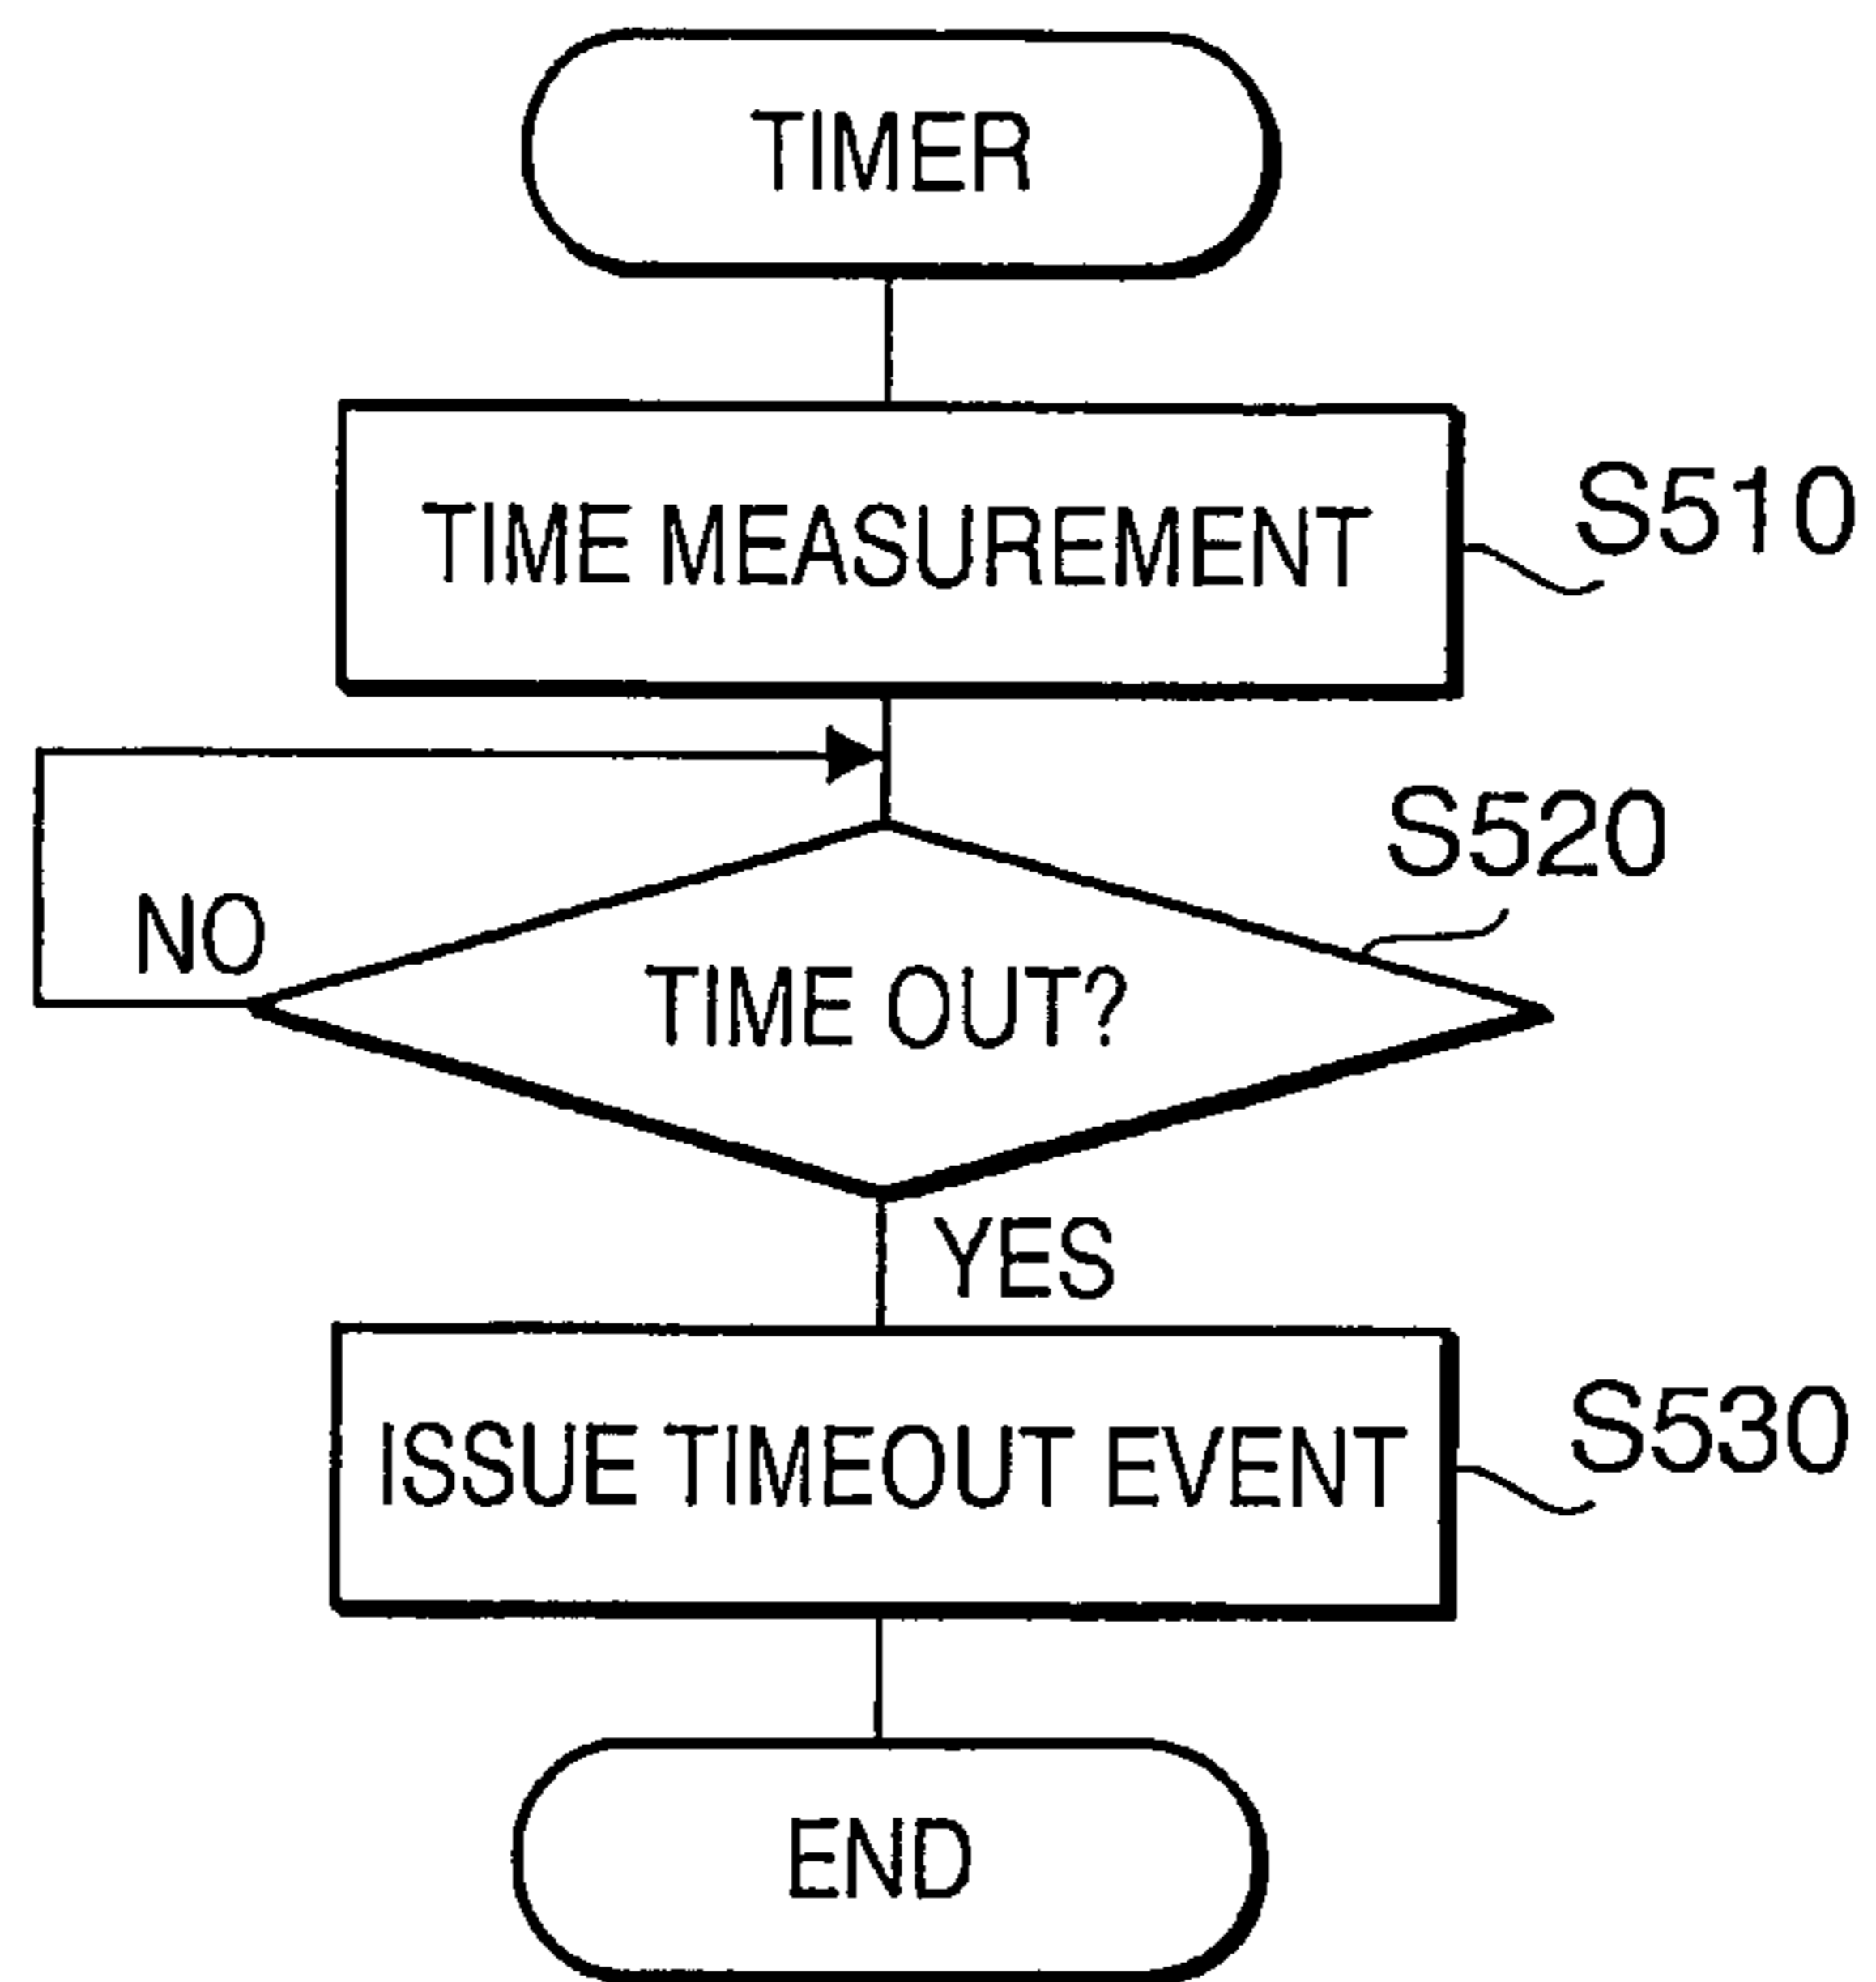 TIMER
TIME MEASUREMENT
S510
S520
NO
TIME OUT?
YES
ISSUE TIMEOUT EVENT
S530
END